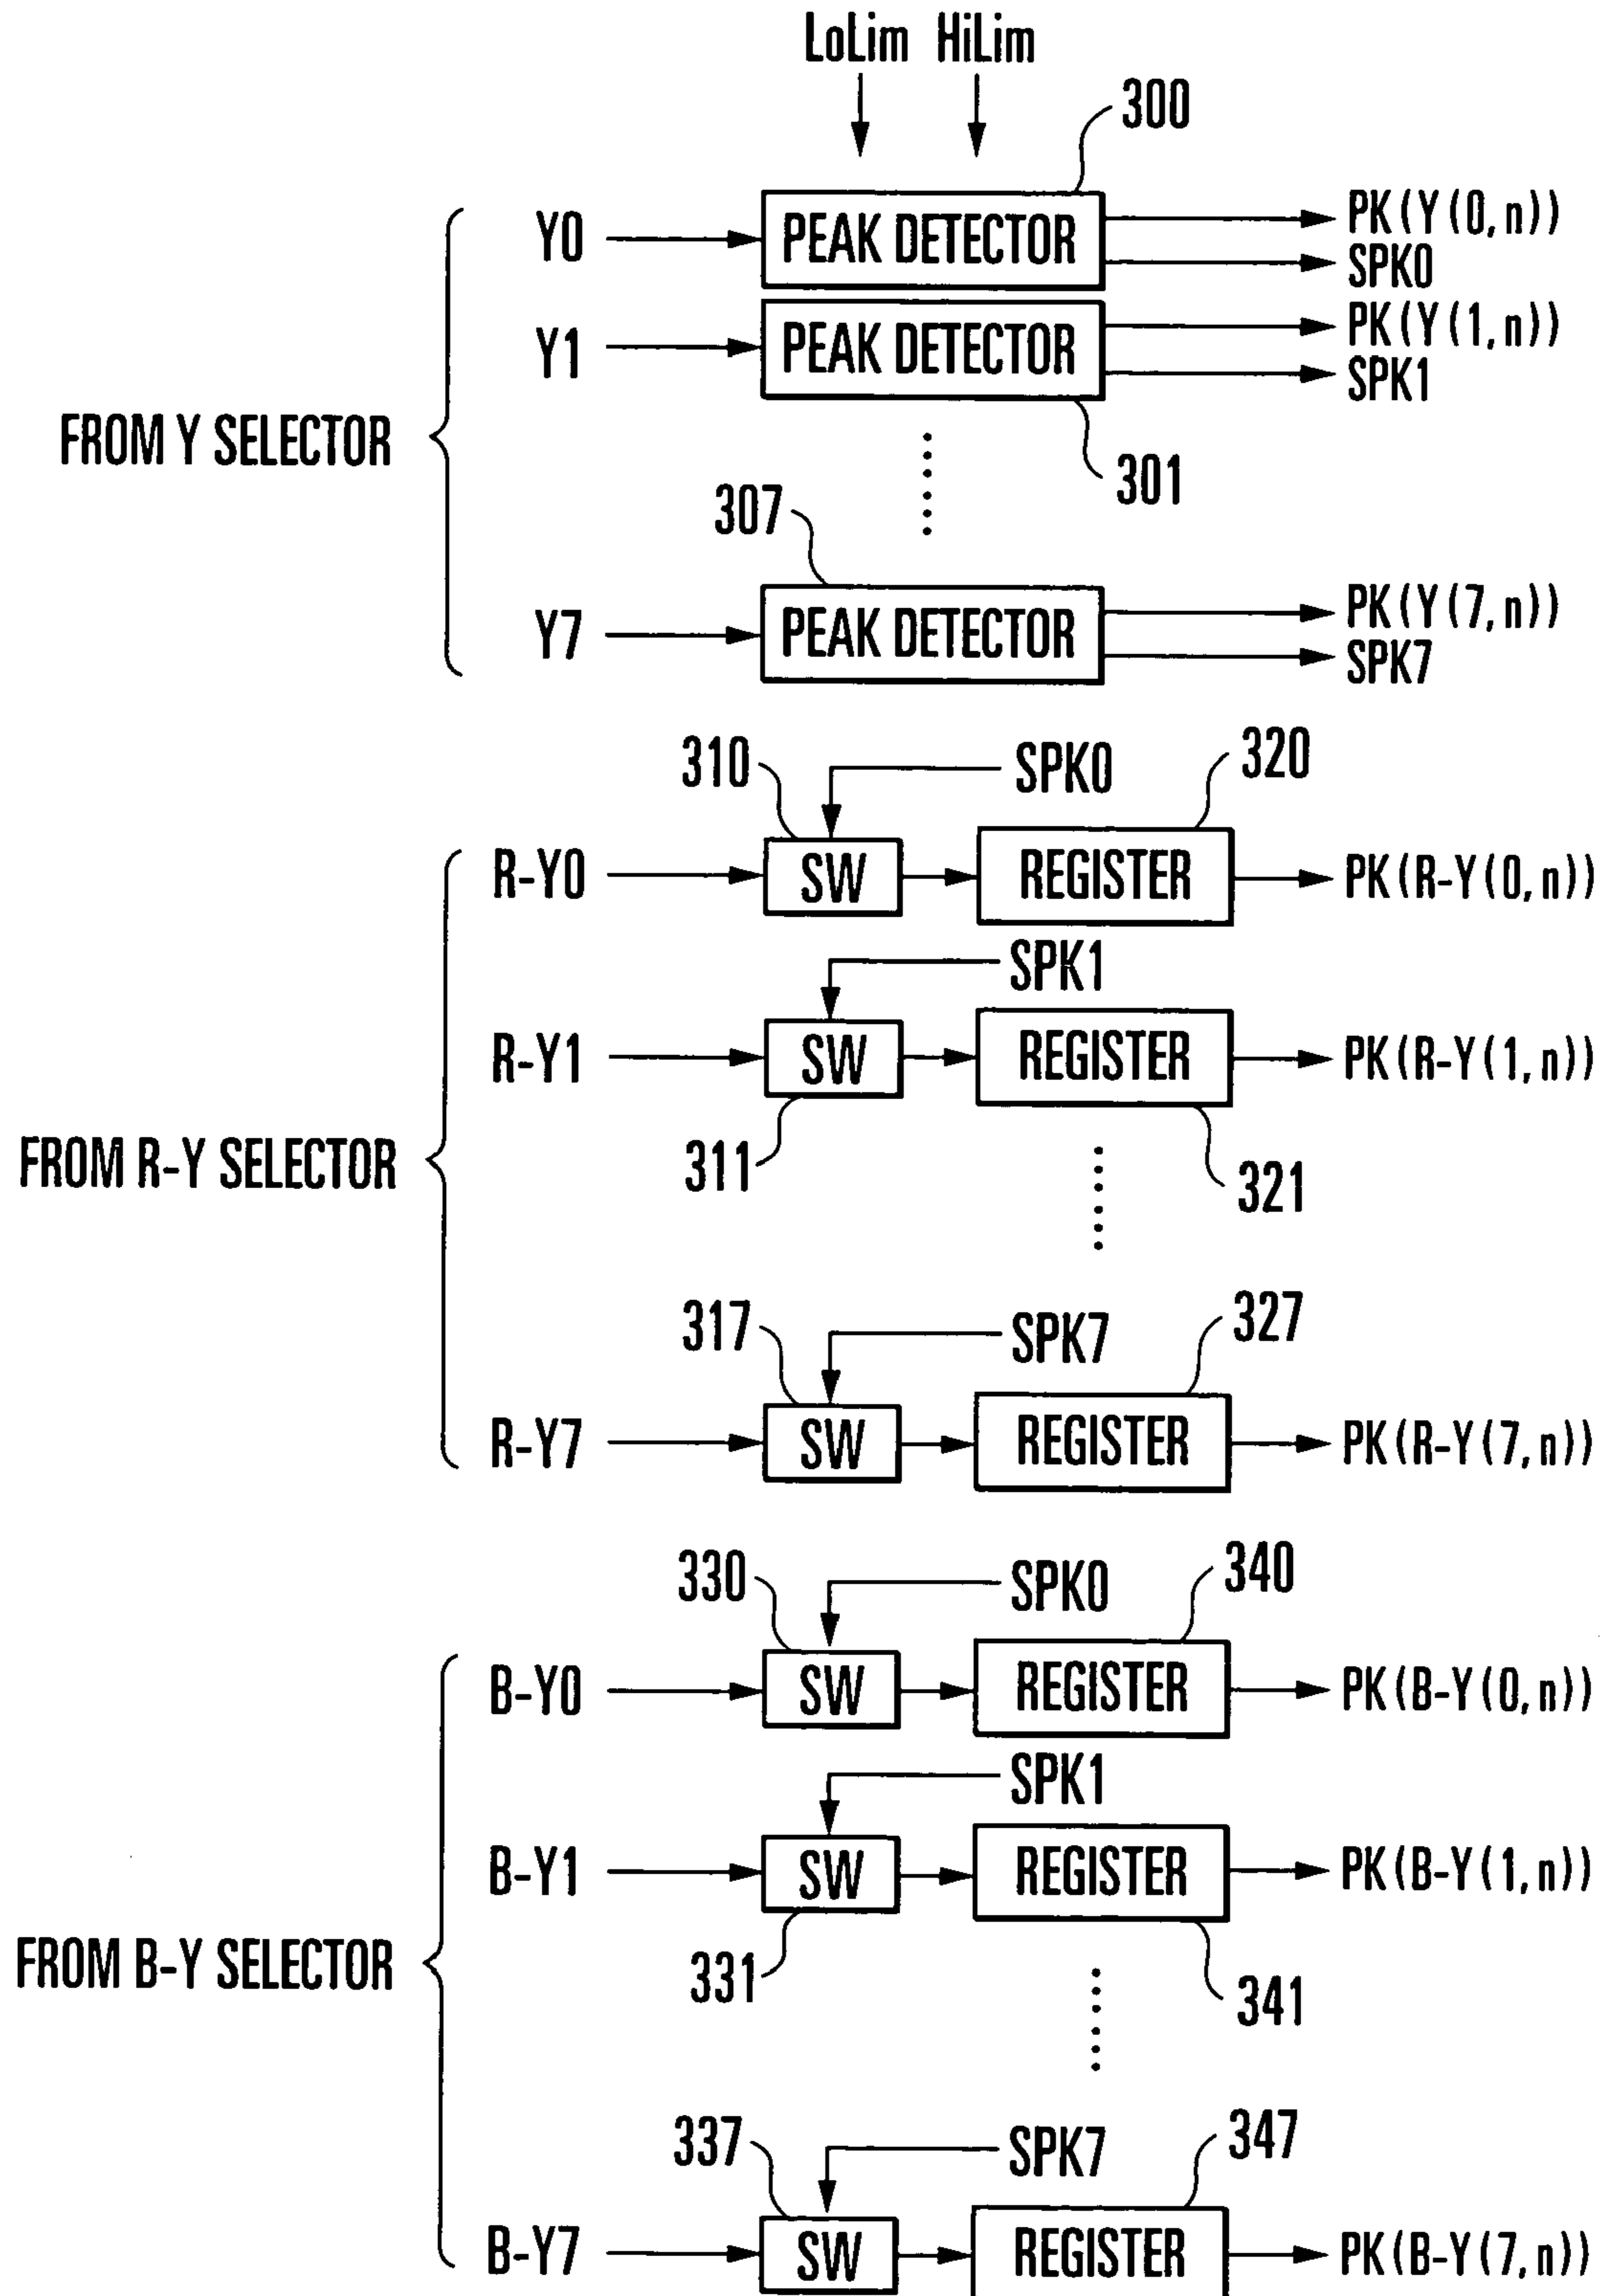 LoLim HiLim
300
Y0 PEAK DETECTOR PK(Y(0,n))
SPK0
Y1 PEAK DETECTOR PK(Y(1,n))
SPK1
FROM Y SELECTOR
301
307
Y7 PEAK DETECTOR PK(Y(7,n))
SPK7
310 SPK0 320
R-Y0 SW REGISTER PK(R-Y(0,n))
SPK1
R-Y1 SW REGISTER PK(R-Y(1,n))
FROM R-Y SELECTOR
311 321
317 SPK7 327
R-Y7 SW REGISTER PK(R-Y(7,n))
330 SPK0 340
B-Y0 SW REGISTER PK(B-Y(0,n))
SPK1
B-Y1 SW REGISTER PK(B-Y(1,n))
FROM B-Y SELECTOR
331 341
337 SPK7 347
B-Y7 SW REGISTER PK(B-Y(7,n))